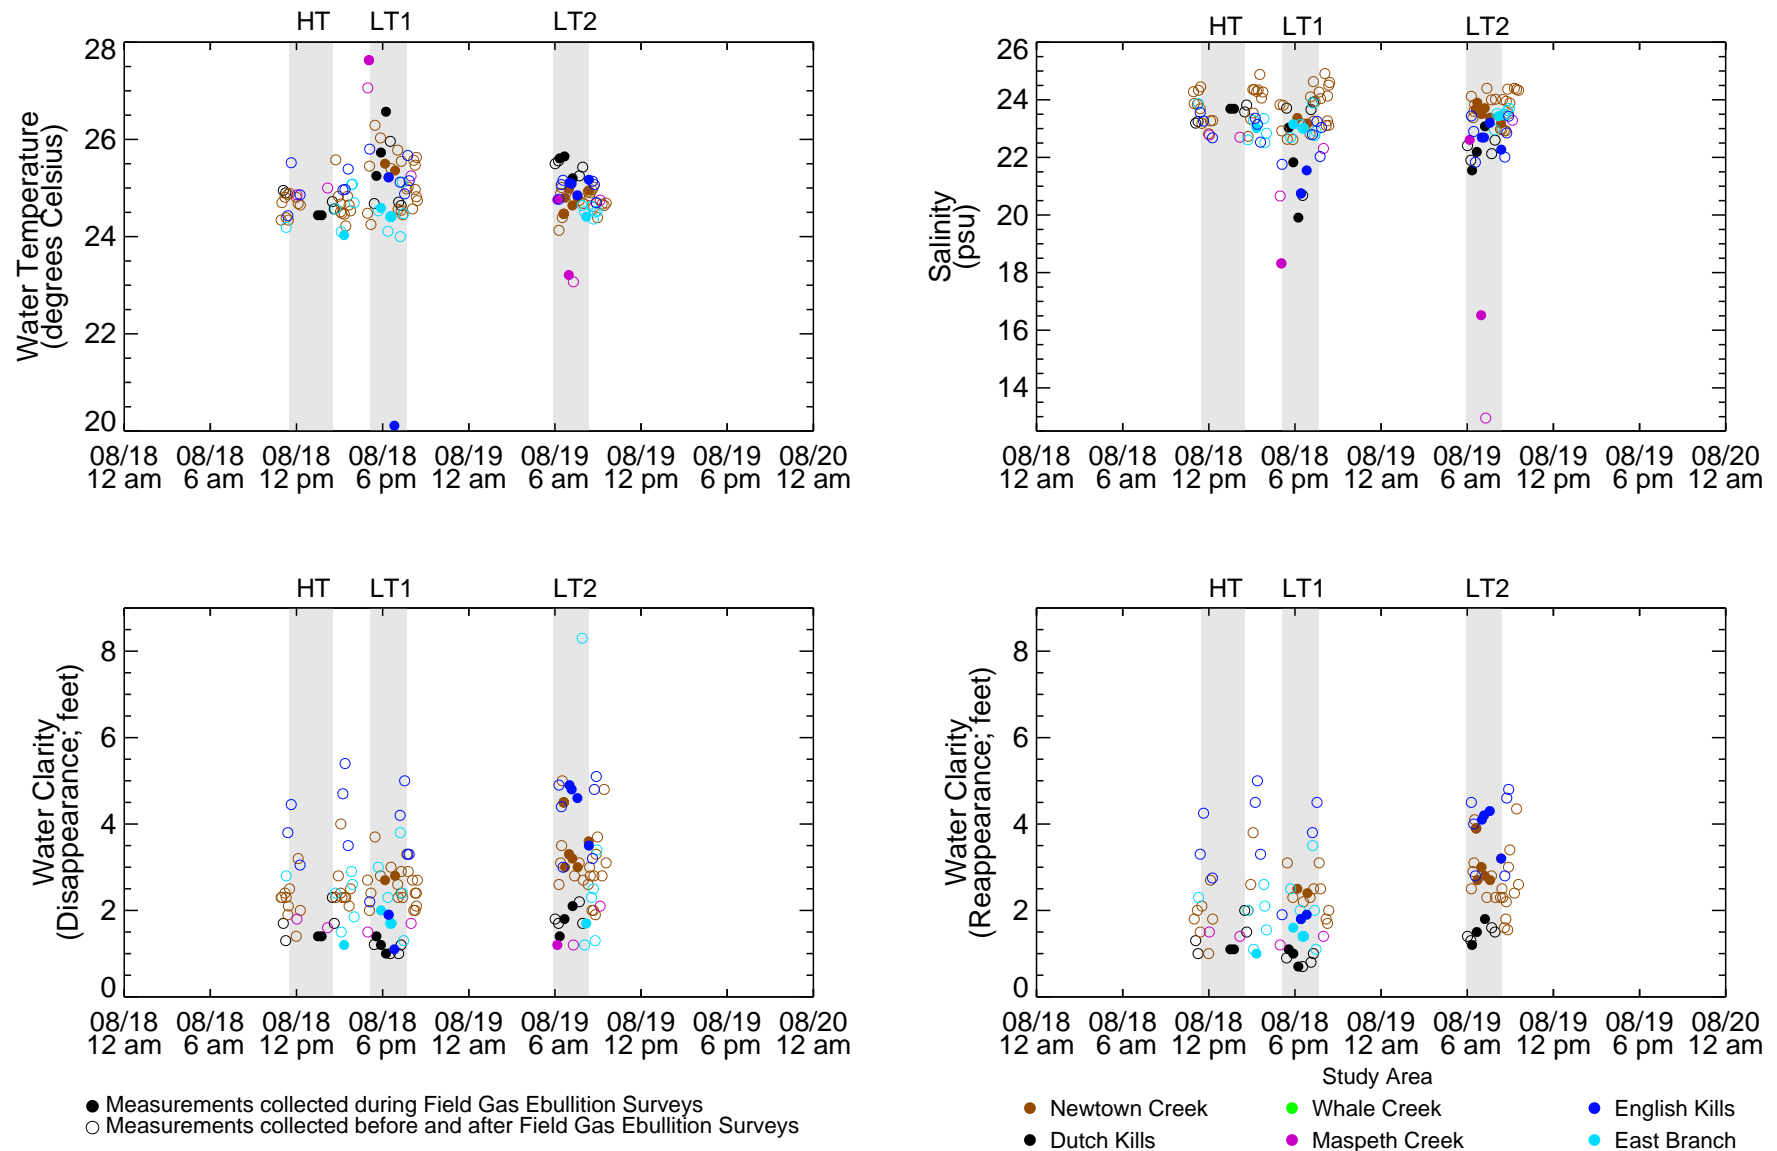 HT LT1 LT2
28
26
24
22
20
Water Temperature
(degrees Celsius)
08/18 08/18 08/18 08/18 08/19 08/19 08/19 08/19 08/20
12 am 6 am 12 pm 6 pm 12 am 6 am 12 pm 6 pm 12 am
HT LT1 LT2
26
24
22
20
18
16
14
Salinity
(psu)
08/18 08/18 08/18 08/18 08/19 08/19 08/19 08/19 08/20
12 am 6 am 12 pm 6 pm 12 am 6 am 12 pm 6 pm 12 am
HT LT1 LT2
8
6
4
2
0
Water Clarity
(Disappearance; feet)
08/18 08/18 08/18 08/18 08/19 08/19 08/19 08/19 08/20
12 am 6 am 12 pm 6 pm 12 am 6 am 12 pm 6 pm 12 am
HT LT1 LT2
8
6
4
2
0
Water Clarity
(Reappearance; feet)
08/18 08/18 08/18 08/18 08/19 08/19 08/19 08/19 08/20
12 am 6 am 12 pm 6 pm 12 am 6 am 12 pm 6 pm 12 am
Measurements collected during Field Gas Ebullition Surveys
Measurements collected before and after Field Gas Ebullition Surveys
Study Area
Newtown Creek Whale Creek English Kills
Dutch Kills Maspeth Creek East Branch